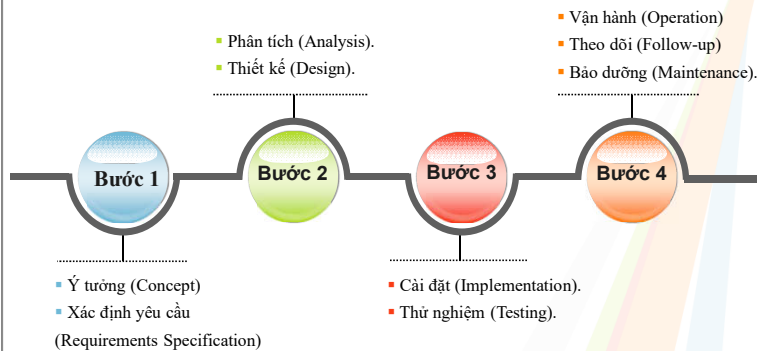 Bước 1
Ý tưởng (Concept)
Xác định yêu cầu
(Requirements Specification)
Bước 2
Phân tích (Analysis).
Thiết kế (Design).
Bước 3
Cài đặt (Implementation).
Thử nghiệm (Testing).
Bước 4
Vận hành (Operation)
Theo dõi (Follow-up)
Bảo dưỡng (Maintenance).